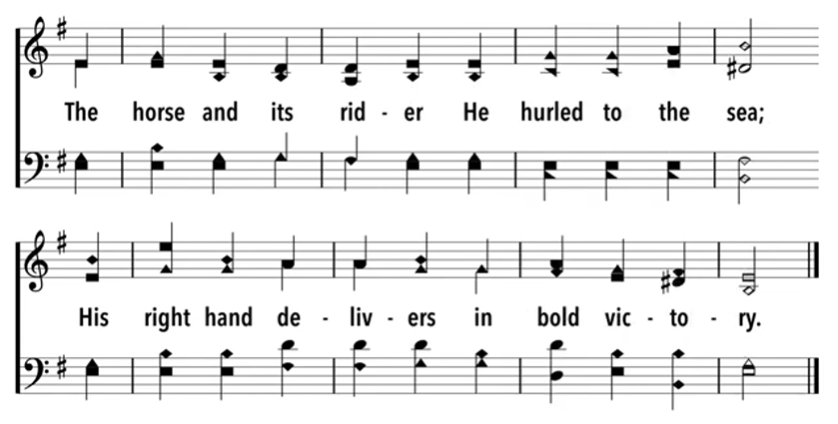 The horse and its rid - er He hurled to the sea;
His right hand de - liv - ers in bold vic - to - ry.